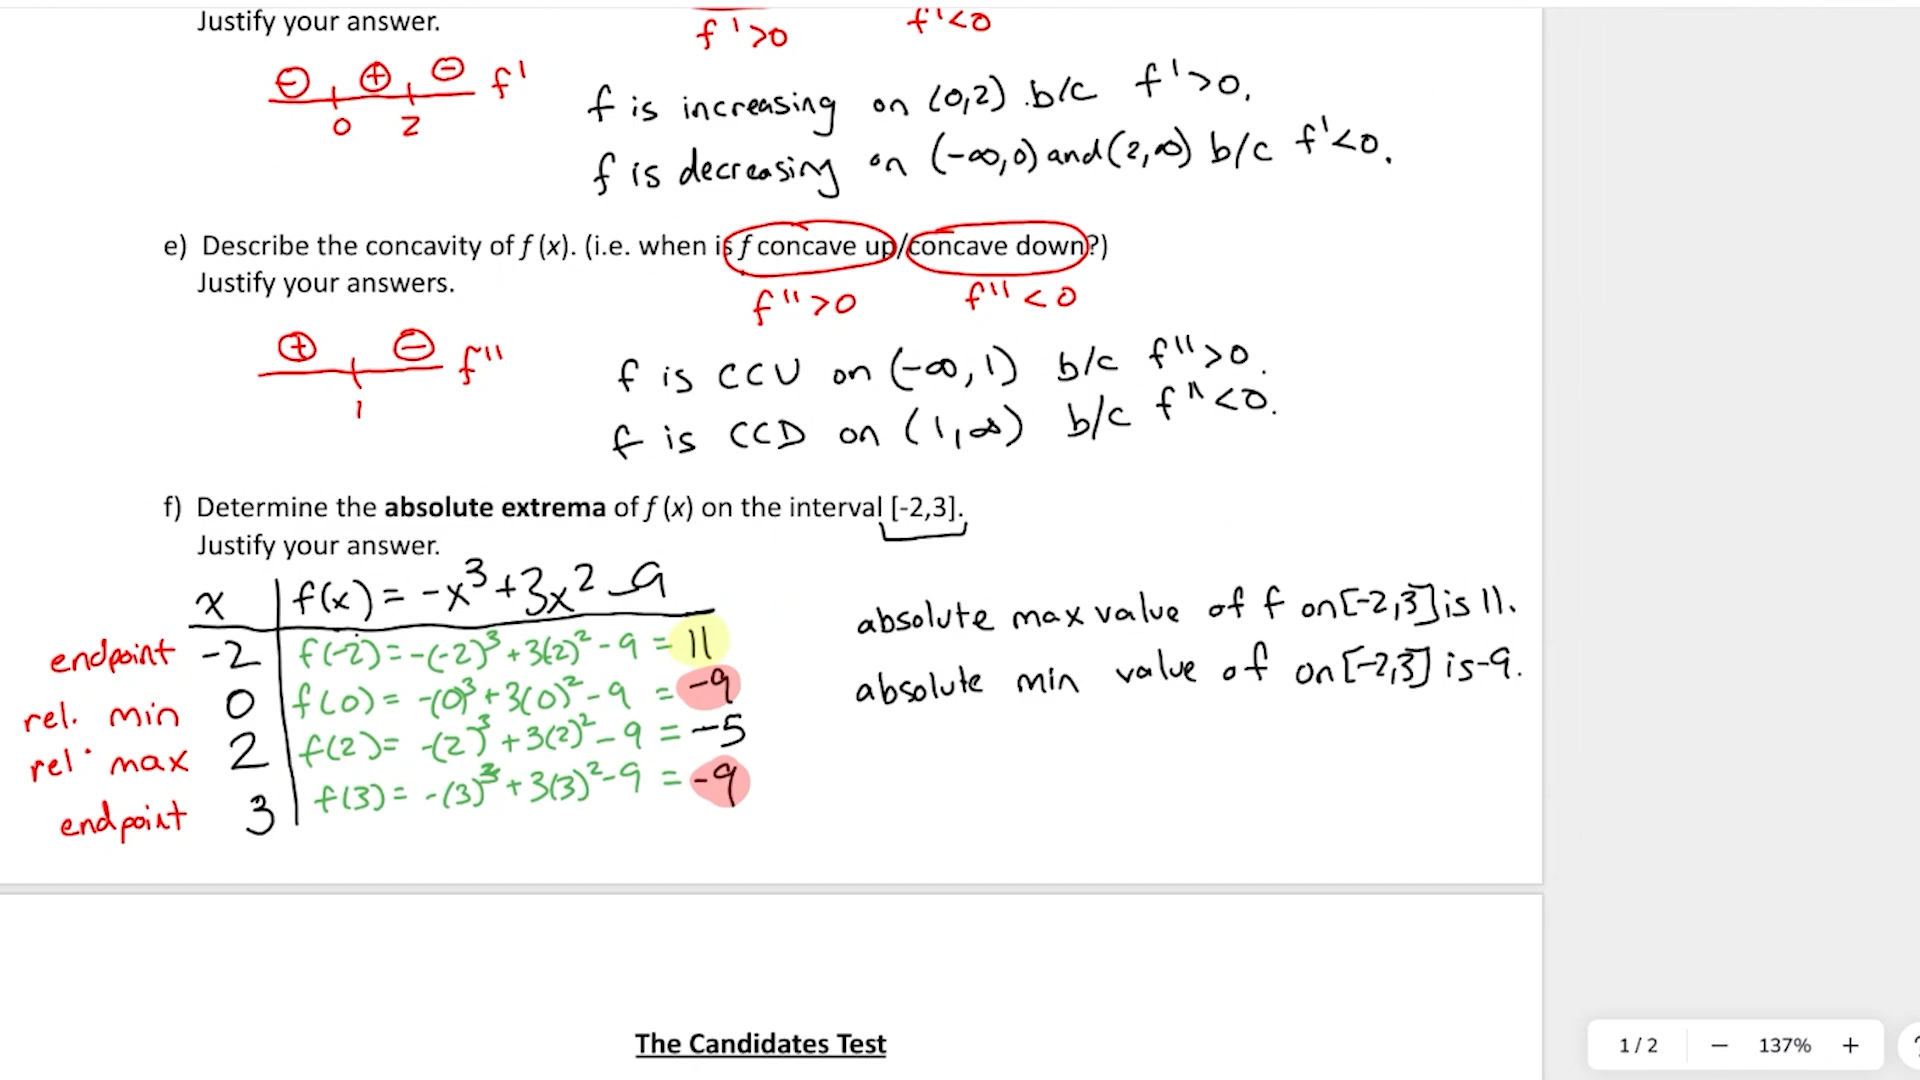 Justify your answer.
f'>0 f'<0
⊖ ⊕ ⊖ f'
0 2
f is increasing on (0,2) b/c f'>0.
f is decreasing on (-∞,0) and (2,∞) b/c f'<0.
e) Describe the concavity of f (x). (i.e. when is f concave up/concave down?)
Justify your answers.
f''>0 f''<0
⊕ ⊖ f''
1
f is CCU on (-∞,1) b/c f''>0.
f is CCD on (1,∞) b/c f''<0.
f) Determine the absolute extrema of f (x) on the interval [-2,3].
Justify your answer.
x f(x) = -x³+3x²-9
endpoint -2 f(-2)=-(-2)³+3(2)²-9 = 11
rel. min 0 f(0)= -(0)³+3(0)²-9 = -9
rel. max 2 f(2)= -(2)³+3(2)²-9 = -5
endpoint 3 f(3)= -(3)³+3(3)²-9 = -9
absolute max value of f on [-2,3] is 11.
absolute min value of on [-2,3] is -9.
The Candidates Test
1 / 2 − 137% + ?